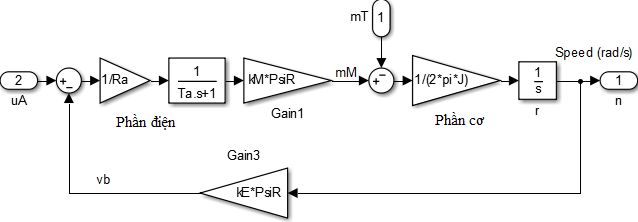 mT
1
Speed (rad/s)
2
uA
1/Ra
1
Ta.s+1
kM*PsiR
mM
1/(2*pi*J)
1
s
r
1
n
Phần điện
Gain1
Phần cơ
Gain3
vb
kE*PsiR